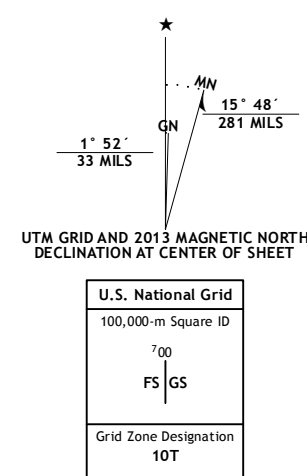 ★
MN
15° 48´
281 MILS
GN
1° 52´
33 MILS
UTM GRID AND 2013 MAGNETIC NORTH
DECLINATION AT CENTER OF SHEET
U.S. National Grid
100,000-m Square ID
⁷00
FS GS
Grid Zone Designation
10T